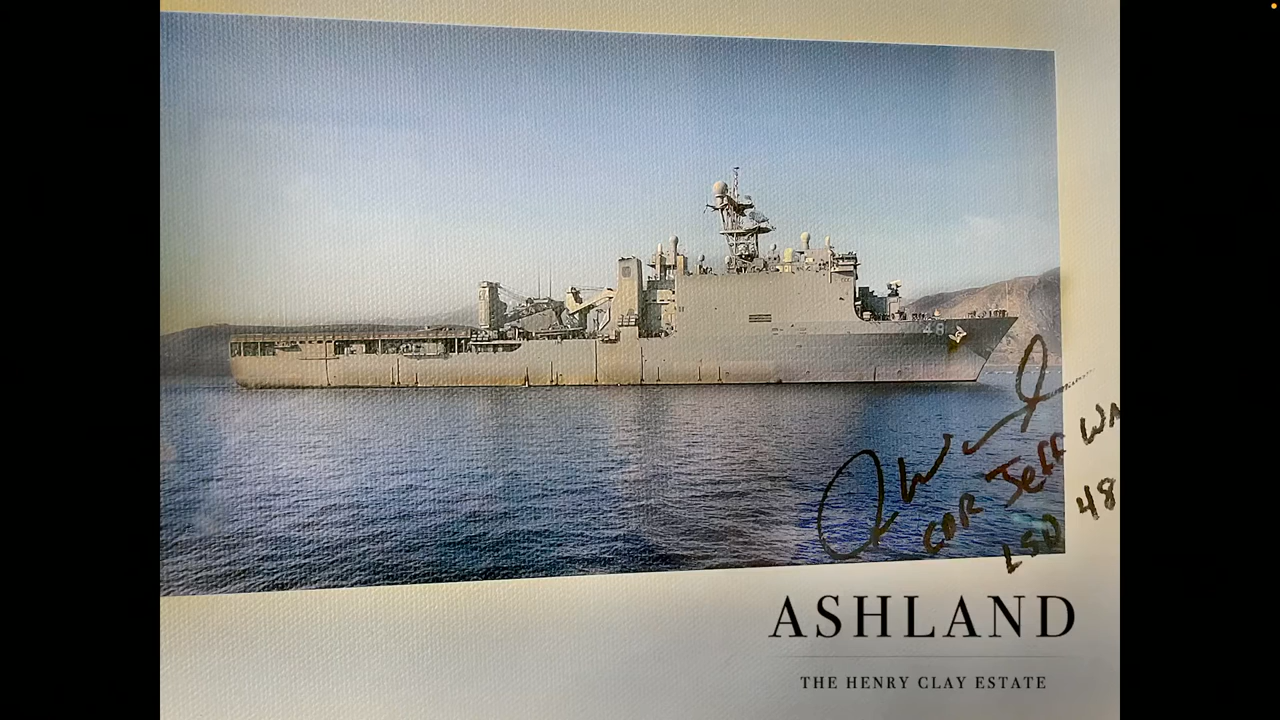 48
CDR Jeff
LSD 48
ASHLAND
THE HENRY CLAY ESTATE